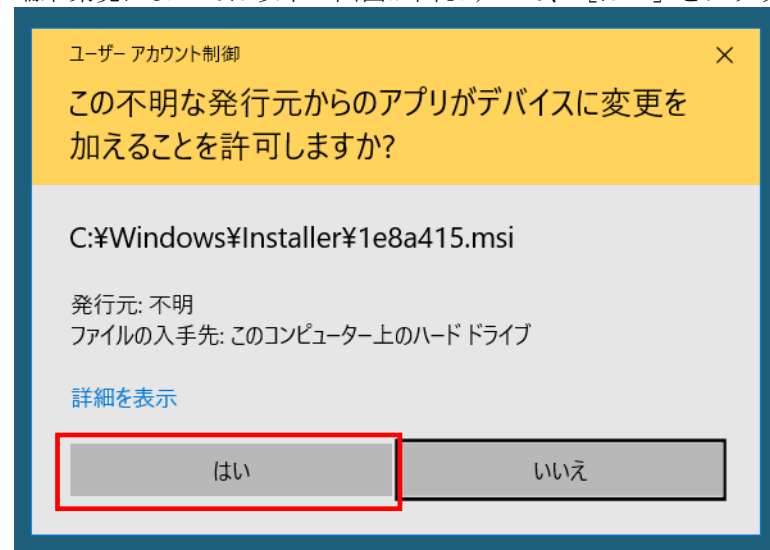 ユーザー アカウント制御
この不明な発行元からのアプリがデバイスに変更を
加えることを許可しますか?
C:¥Windows¥Installer¥1e8a415.msi
発行元: 不明
ファイルの入手先: このコンピューター上のハード ドライブ
詳細を表示
はい
いいえ